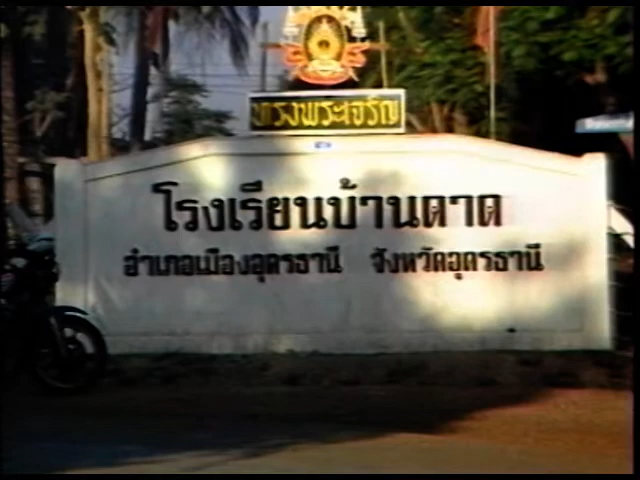 ทรงพระเจริญ
โรงเรียนบ้านตาด
อำเภอเมืองอุดรธานี จังหวัดอุดรธานี